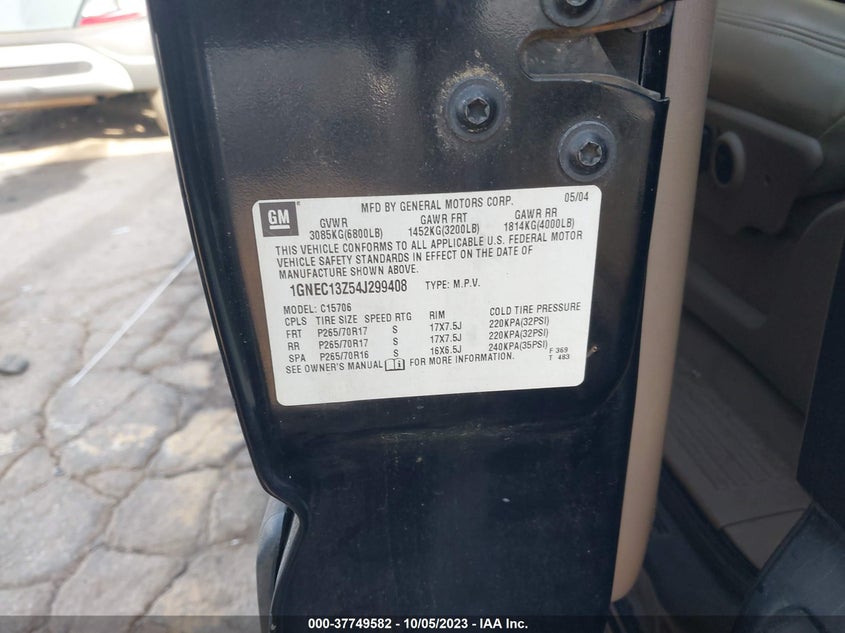 GM
MFD BY GENERAL MOTORS CORP. 05/04
GVWR GAWR FRT GAWR RR
3085KG(6800LB) 1452KG(3200LB) 1814KG(4000LB)
THIS VEHICLE CONFORMS TO ALL APPLICABLE U.S. FEDERAL MOTOR
VEHICLE SAFETY STANDARDS IN EFFECT ON THE DATE OF
MANUFACTURE SHOWN ABOVE.
1GNEC13Z54J299408 TYPE: M.P.V.
MODEL: C15706
CPLS TIRE SIZE SPEED RTG RIM COLD TIRE PRESSURE
FRT P265/70R17 S 17X7.5J 220KPA(32PSI)
RR P265/70R17 S 17X7.5J 220KPA(32PSI)
SPA P265/70R16 S 16X6.5J 240KPA(35PSI)
SEE OWNER'S MANUAL FOR MORE INFORMATION.
F 369
T 483
000-37749582 - 10/05/2023 - IAA Inc.